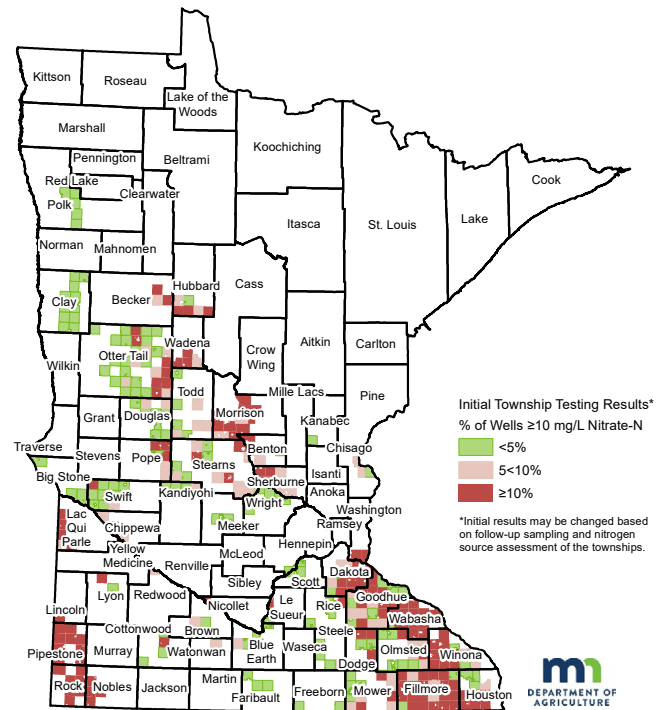 Kittson
Roseau
Lake of the
Woods
Marshall
Koochiching
Pennington
Beltrami
Cook
Red Lake
Clearwater
Polk
Itasca
St. Louis
Lake
Norman
Mahnomen
Hubbard
Cass
Clay
Becker
Aitkin
Carlton
Wadena
Crow
Wing
Otter Tail
Wilkin
Todd
Mille Lacs
Pine
Grant
Douglas
Morrison
Kanabec
Traverse
Stevens
Pope
Stearns
Benton
Chisago
Big Stone
Swift
Kandiyohi
Sherburne
Isanti
Anoka
Wright
Washington
Lac
Qui
Parle
Chippewa
Meeker
Ramsey
Hennepin
Yellow
Medicine
Renville
McLeod
Dakota
Scott
Sibley
Lyon
Redwood
Nicollet
Le
Sueur
Rice
Goodhue
Wabasha
Lincoln
Cottonwood
Brown
Steele
Pipestone
Murray
Watonwan
Blue
Earth
Waseca
Olmsted
Winona
Dodge
Rock
Nobles
Jackson
Martin
Faribault
Freeborn
Mower
Fillmore
Houston
Initial Township Testing Results*
% of Wells ≥10 mg/L Nitrate-N
<5%
5<10%
≥10%
*Initial results may be changed based
on follow-up sampling and nitrogen
source assessment of the townships.
mn
DEPARTMENT OF
AGRICULTURE